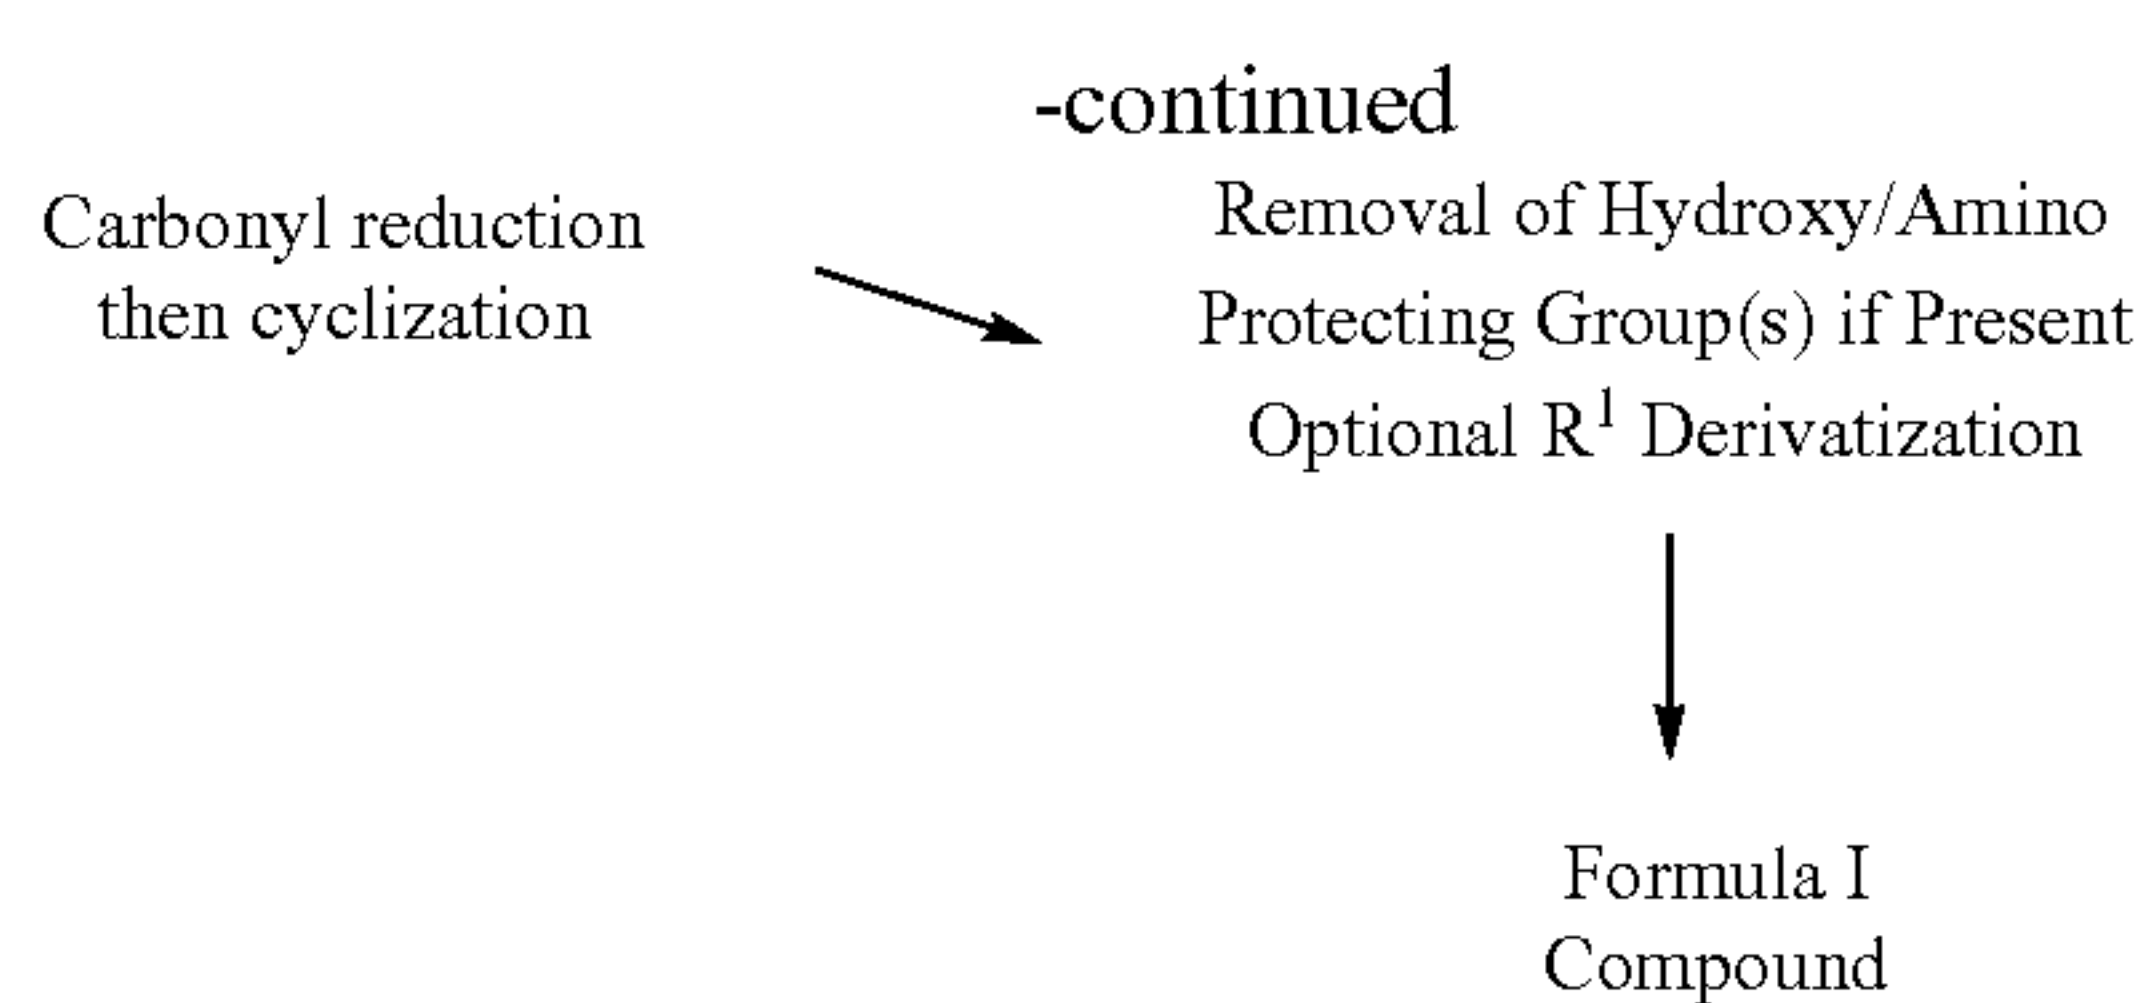 -continued
Carbonyl reduction
then cyclization
Removal of Hydroxy/Amino
Protecting Group(s) if Present
Optional R¹ Derivatization
Formula I
Compound